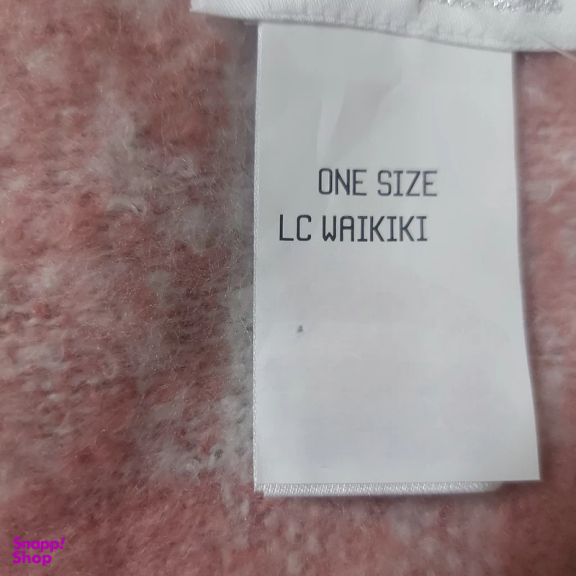 ONE SIZE
LC WAIKIKI
Snapp!
Shop